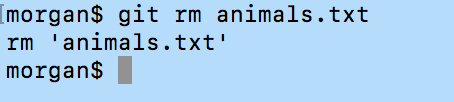 morgan$ git rm animals.txt
rm 'animals.txt'
morgan$